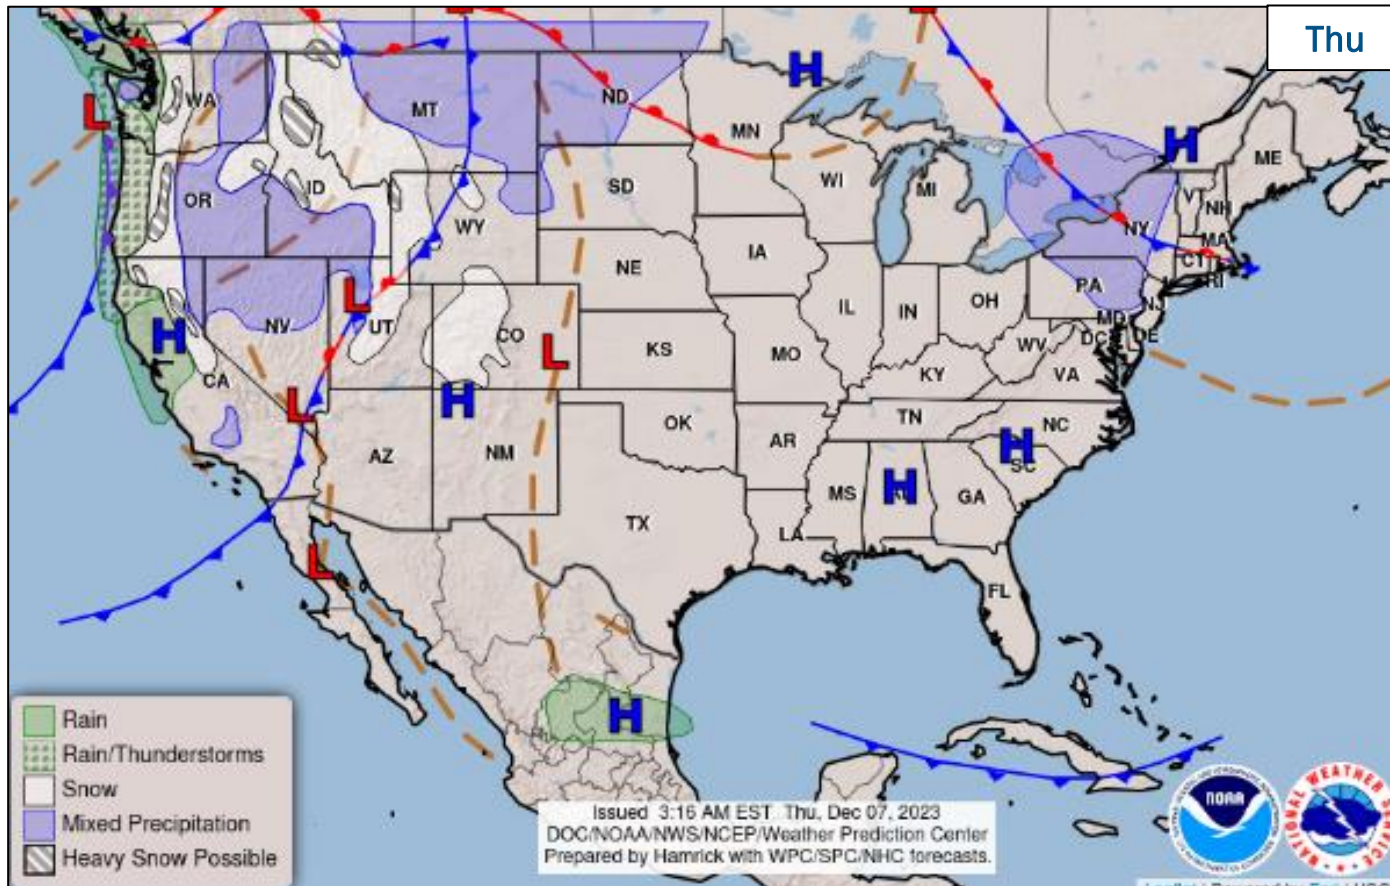 Thu
L
H
H
L
WA
MT
ND
MN
ME
OR
ID
SD
WI
MI
VT
NH
WY
NY
MA
CT
RI
IA
NE
PA
L
NV
UT
CO
IL
IN
OH
NJ
MD
DE
DC
H
L
KS
MO
WV
VA
KY
CA
L
H
OK
AR
TN
NC
AZ
NM
H
SC
MS
H
GA
TX
LA
L
FL
H
Rain
Rain/Thunderstorms
Snow
Mixed Precipitation
Heavy Snow Possible
Issued 3:16 AM EST. Thu, Dec 07, 2023
DOC/NOAA/NWS/NCEP/Weather Prediction Center
Prepared by Hamrick with WPC/SPC/NHC forecasts.
NOAA
NATIONAL WEATHER SERVICE